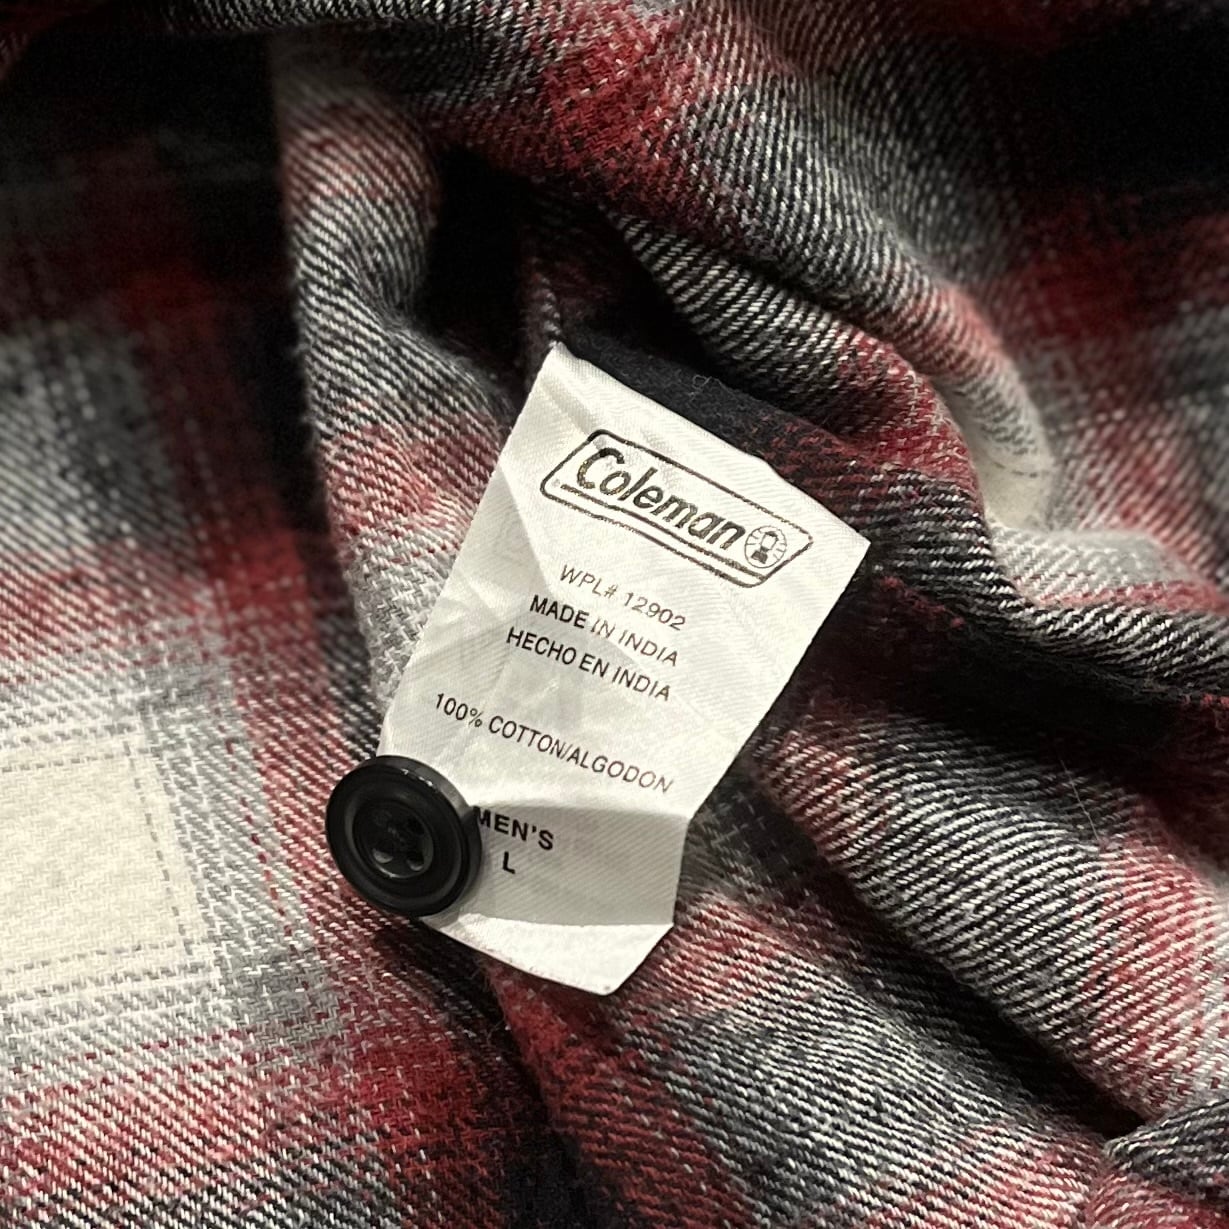 Coleman
WPL# 12902
MADE IN INDIA
HECHO EN INDIA
100% COTTON/ALGODON
MEN'S
L